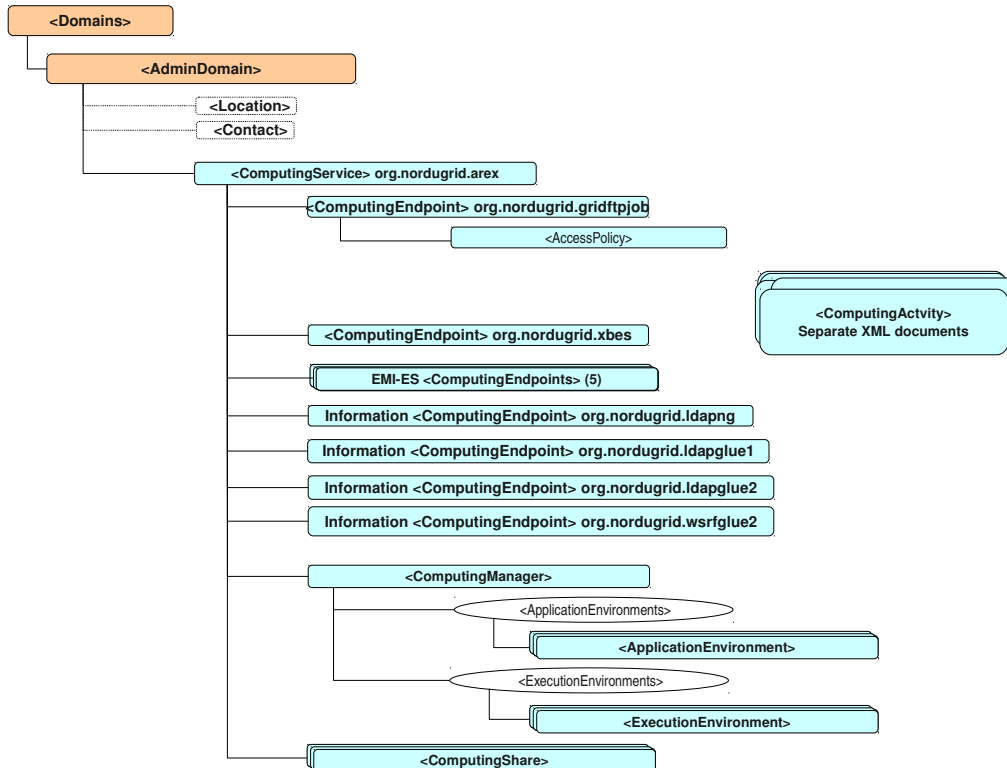 <Domains>
<AdminDomain>
<Location>
<Contact>
<ComputingService> org.nordugrid.arex
<ComputingEndpoint> org.nordugrid.gridftpjob
<AccessPolicy>
<ComputingActvity>
Separate XML documents
<ComputingEndpoint> org.nordugrid.xbes
EMI-ES <ComputingEndpoints> (5)
Information <ComputingEndpoint> org.nordugrid.ldapng
Information <ComputingEndpoint> org.nordugrid.ldapglue1
Information <ComputingEndpoint> org.nordugrid.ldapglue2
Information <ComputingEndpoint> org.nordugrid.wsrfglue2
<ComputingManager>
<ApplicationEnvironments>
<ApplicationEnvironment>
<ExecutionEnvironments>
<ExecutionEnvironment>
<ComputingShare>